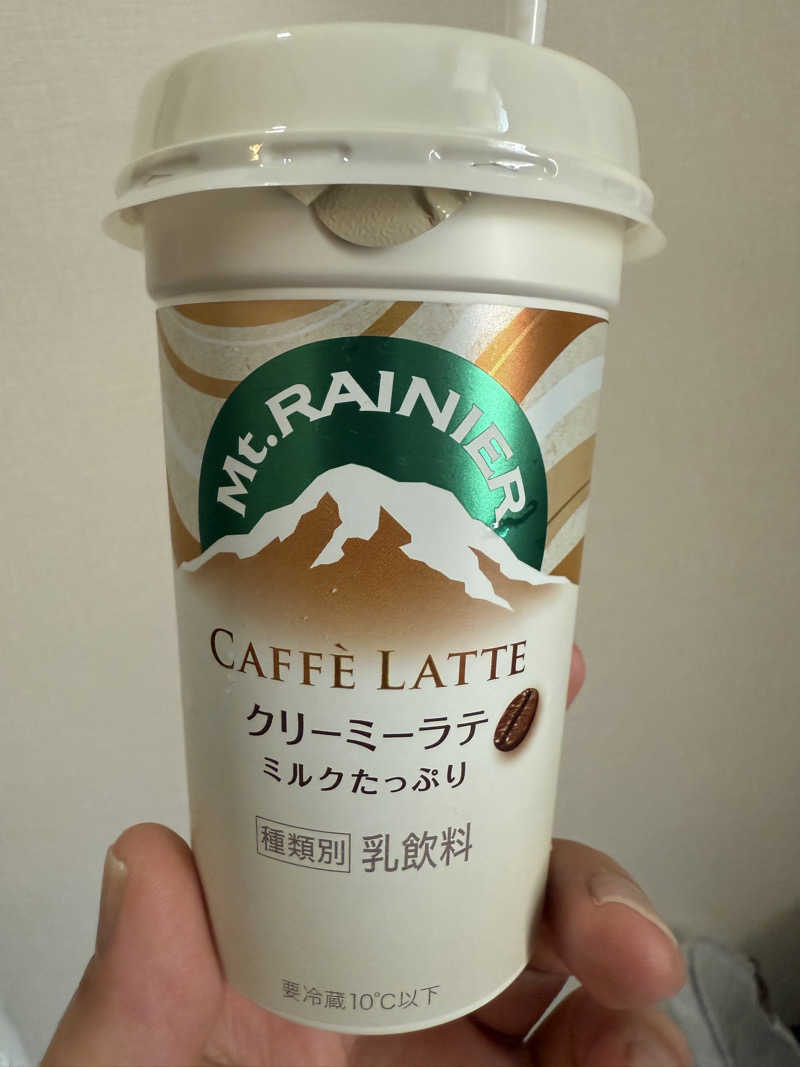 Mt.RAINIER
CAFFÈ LATTE
クリーミーラテ
ミルクたっぷり
種類別 乳飲料
要冷蔵10℃以下